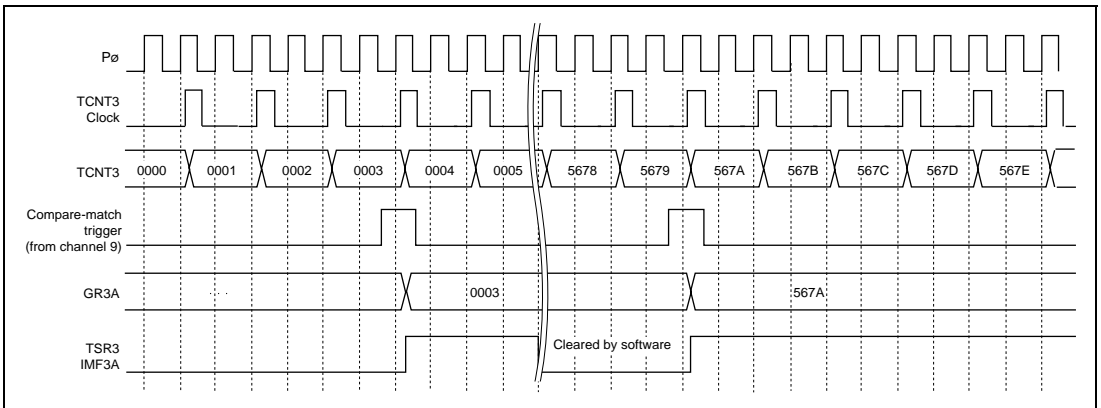 Pø
TCNT3
Clock
TCNT3 0000 0001 0002 0003 0004 0005 5678 5679 567A 567B 567C 567D 567E
Compare-match
trigger
(from channel 9)
GR3A . . . 0003 567A
TSR3
IMF3A
Cleared by software